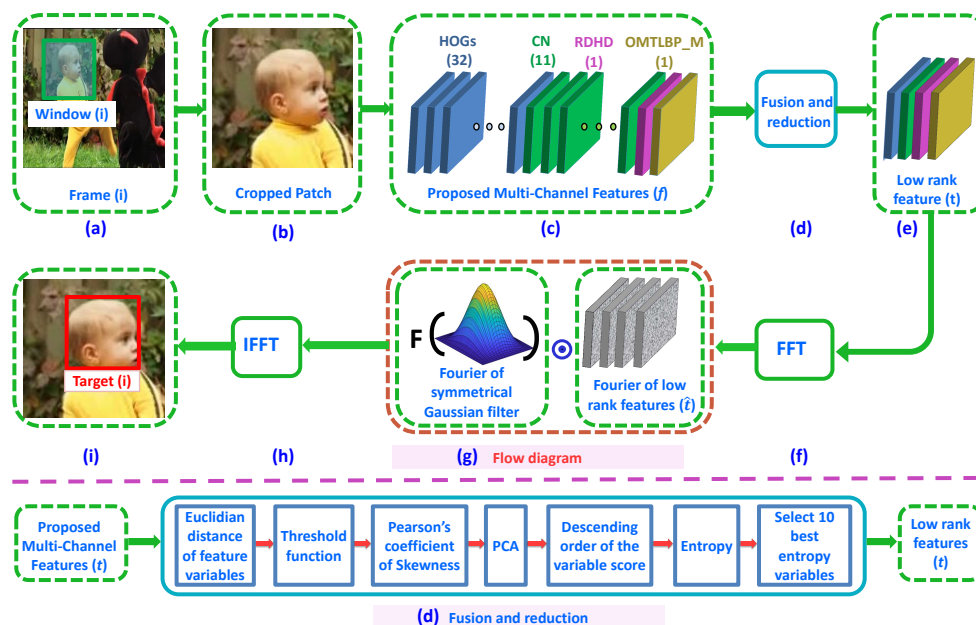 HOGs
(32)
CN
(11)
RDHD
(1)
OMTLBP_M
(1)
Window (i)
Frame (i)
(a)
Cropped Patch
(b)
Proposed Multi-Channel Features (f)
(c)
Fusion and
reduction
(d)
Low rank
feature (t)
(e)
Target (i)
(i)
IFFT
(h)
F ( )
Fourier of
symmetrical
Gaussian filter
(g)
Fourier of low
rank features (t̂)
Flow diagram
FFT
(f)
Proposed
Multi-Channel
Features (t)
Euclidian
distance
of feature
variables
Threshold
function
Pearson's
coefficient
of Skewness
PCA
Descending
order of the
variable score
Entropy
Select 10
best
entropy
variables
Low rank
features
(t)
(d) Fusion and reduction